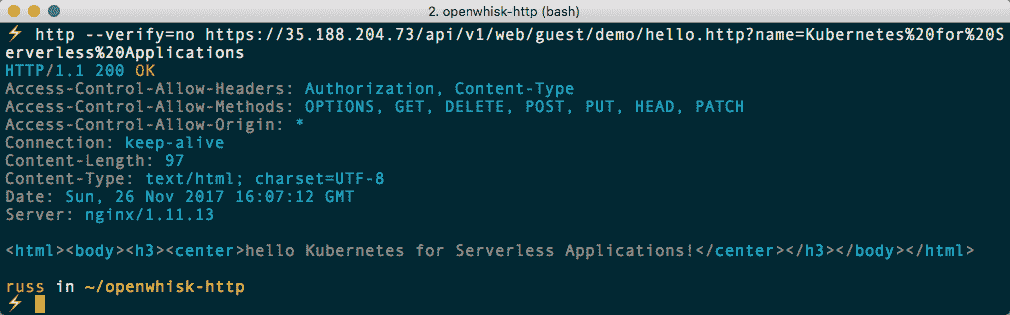 2. openwhisk-http (bash)
⚡ http --verify=no https://35.188.204.73/api/v1/web/guest/demo/hello.http?name=Kubernetes%20for%20S
erverless%20Applications
HTTP/1.1 200 OK
Access-Control-Allow-Headers: Authorization, Content-Type
Access-Control-Allow-Methods: OPTIONS, GET, DELETE, POST, PUT, HEAD, PATCH
Access-Control-Allow-Origin: *
Connection: keep-alive
Content-Length: 97
Content-Type: text/html; charset=UTF-8
Date: Sun, 26 Nov 2017 16:07:12 GMT
Server: nginx/1.11.13
<html><body><h3><center>hello Kubernetes for Serverless Applications!</center></h3></body></html>
russ in ~/openwhisk-http
⚡